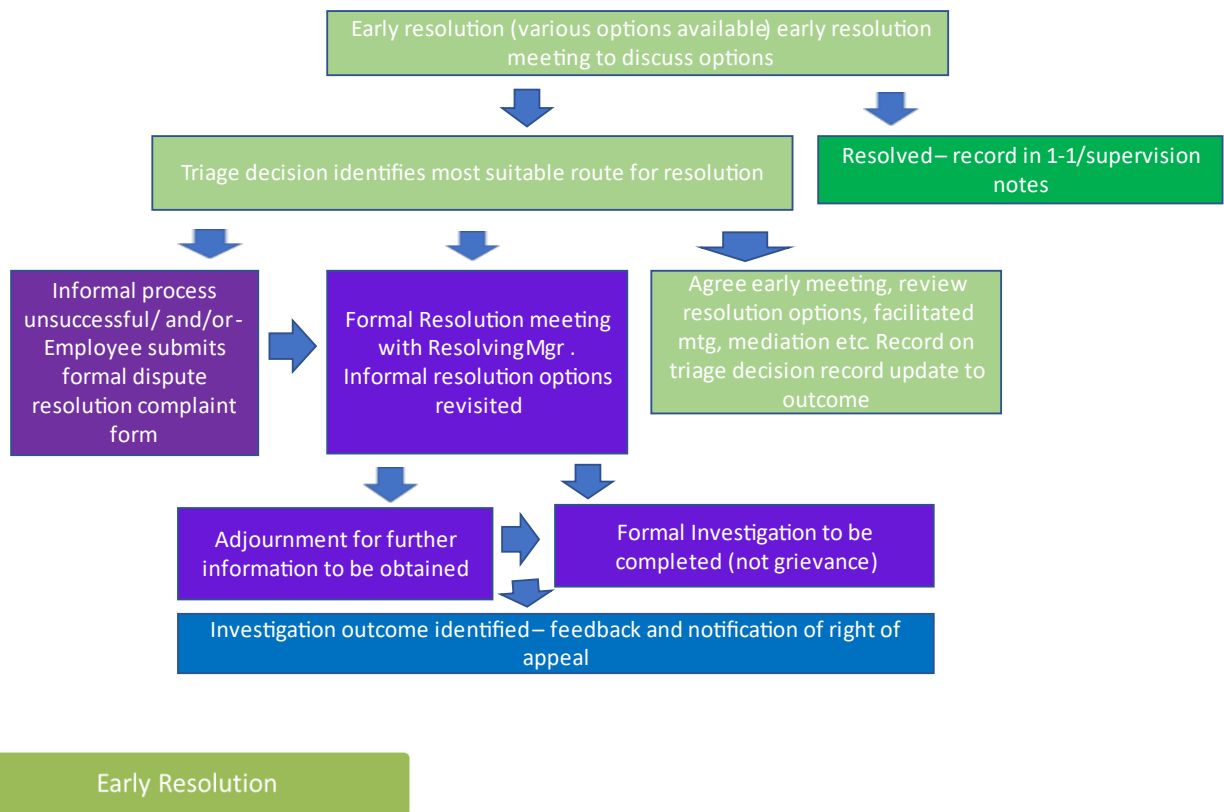 Early resolution (various options available) early resolution
meeting to discuss options
Triage decision identifies most suitable route for resolution
Resolved – record in 1-1/supervision
notes
Informal process
unsuccessful/ and/or -
Employee submits
formal dispute
resolution complaint
form
Formal Resolution meeting
with Resolving Mgr .
Informal resolution options
revisited
Agree early meeting, review
resolution options, facilitated
mtg, mediation etc. Record on
triage decision record update to
outcome
Adjournment for further
information to be obtained
Formal Investigation to be
completed (not grievance)
Investigation outcome identified – feedback and notification of right of
appeal
Early Resolution